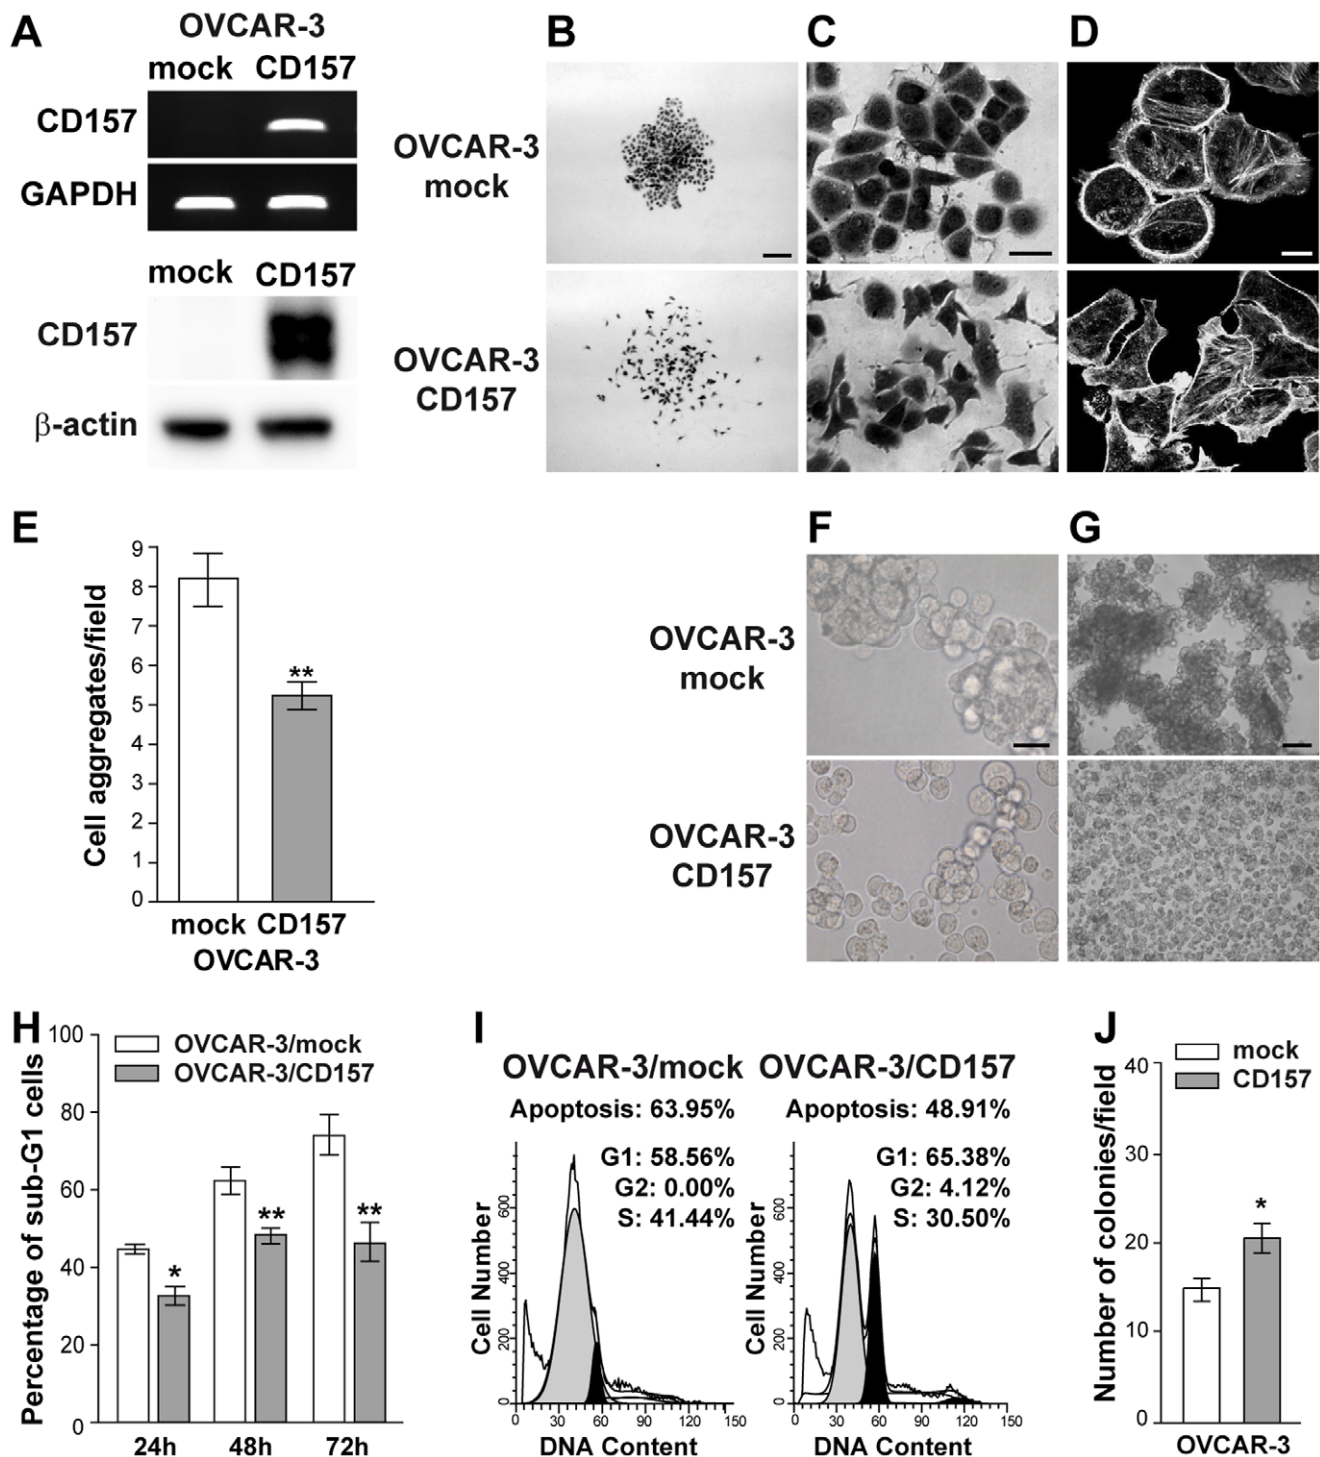 A
OVCAR-3
mock CD157
CD157
GAPDH
mock CD157
CD157
β-actin
B
C
D
OVCAR-3
mock
OVCAR-3
CD157
E
9
8
7
6
5
4
3
2
1
0
Cell aggregates/field
**
mock CD157
OVCAR-3
F
G
OVCAR-3
mock
OVCAR-3
CD157
H
100
80
60
40
20
0
Percentage of sub-G1 cells
OVCAR-3/mock
OVCAR-3/CD157
*
**
**
24h 48h 72h
I
OVCAR-3/mock
Apoptosis: 63.95%
G1: 58.56%
G2: 0.00%
S: 41.44%
Cell Number
600
400
200
0
0 30 60 90 120 150
DNA Content
OVCAR-3/CD157
Apoptosis: 48.91%
G1: 65.38%
G2: 4.12%
S: 30.50%
Cell Number
600
400
200
0
0 30 60 90 120 150
DNA Content
J
mock
CD157
40
30
20
10
0
Number of colonies/field
*
OVCAR-3